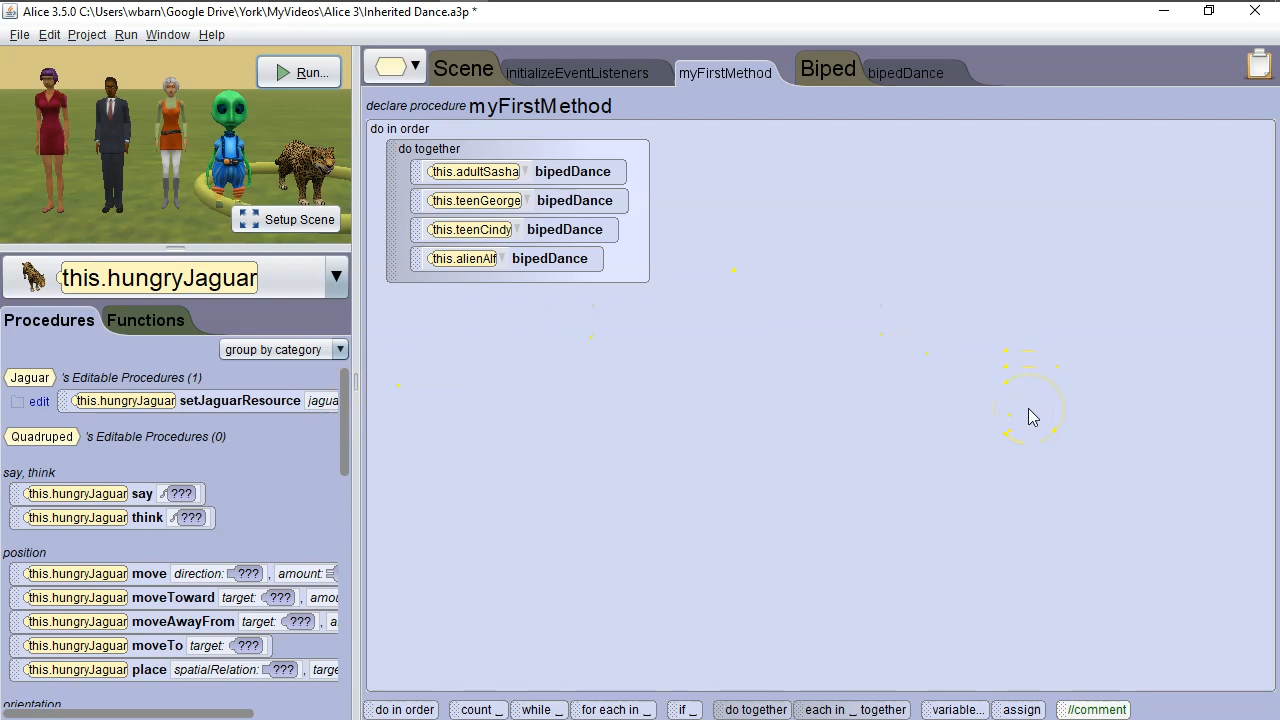 Alice 3.5.0 C:\Users\wbarn\Google Drive\York\MyVideos\Alice 3\Inherited Dance.a3p *
File Edit Project Run Window Help
Run...
Setup Scene
Scene initializeEventListeners myFirstMethod Biped bipedDance
declare procedure myFirstMethod
do in order
do together
this.adultSasha bipedDance
this.teenGeorge bipedDance
this.teenCindy bipedDance
this.alienAlf bipedDance
this.hungryJaguar
Procedures Functions
group by category
Jaguar 's Editable Procedures (1)
edit this.hungryJaguar setJaguarResource jagua
Quadruped 's Editable Procedures (0)
say, think
this.hungryJaguar say ???
this.hungryJaguar think ???
position
this.hungryJaguar move direction: ??? , amount:
this.hungryJaguar moveToward target: ??? , amou
this.hungryJaguar moveAwayFrom target: ??? , a
this.hungryJaguar moveTo target: ???
this.hungryJaguar place spatialRelation: ??? , targe
orientation
do in order count _ while _ for each in _ if _ do together each in _ together variable... assign //comment